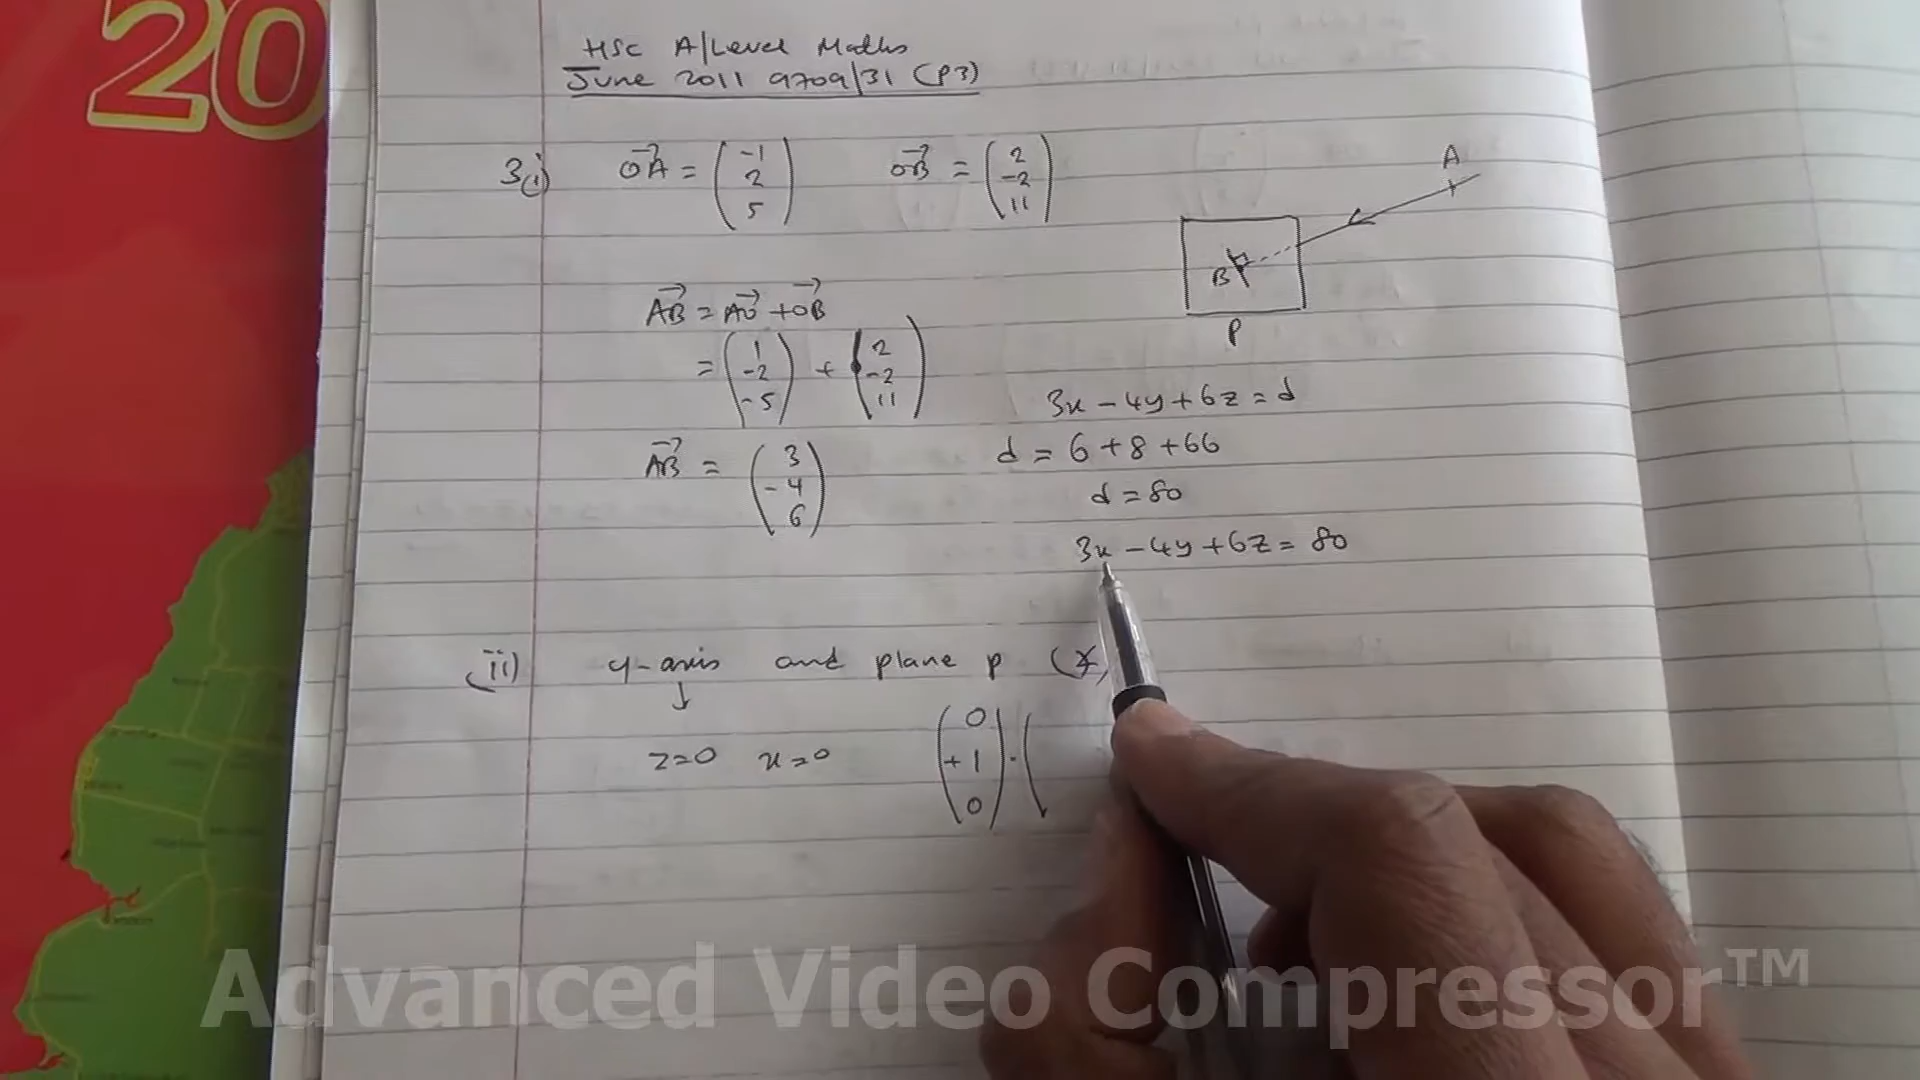 20
HSC A/Level Maths
June 2011 9709/31 (P3)
3(i) OA = (-1 2 5) OB = (2 -2 11)
A
B
P
AB = AO + OB
= (1 -2 -5) + (2 -2 11)
3x - 4y + 6z = d
AB = (3 -4 6)
d = 6 + 8 + 66
d = 80
3x - 4y + 6z = 80
(ii) y-axis and plane p
z=0 x=0 (0 +1 0) . (
Advanced Video Compressor™